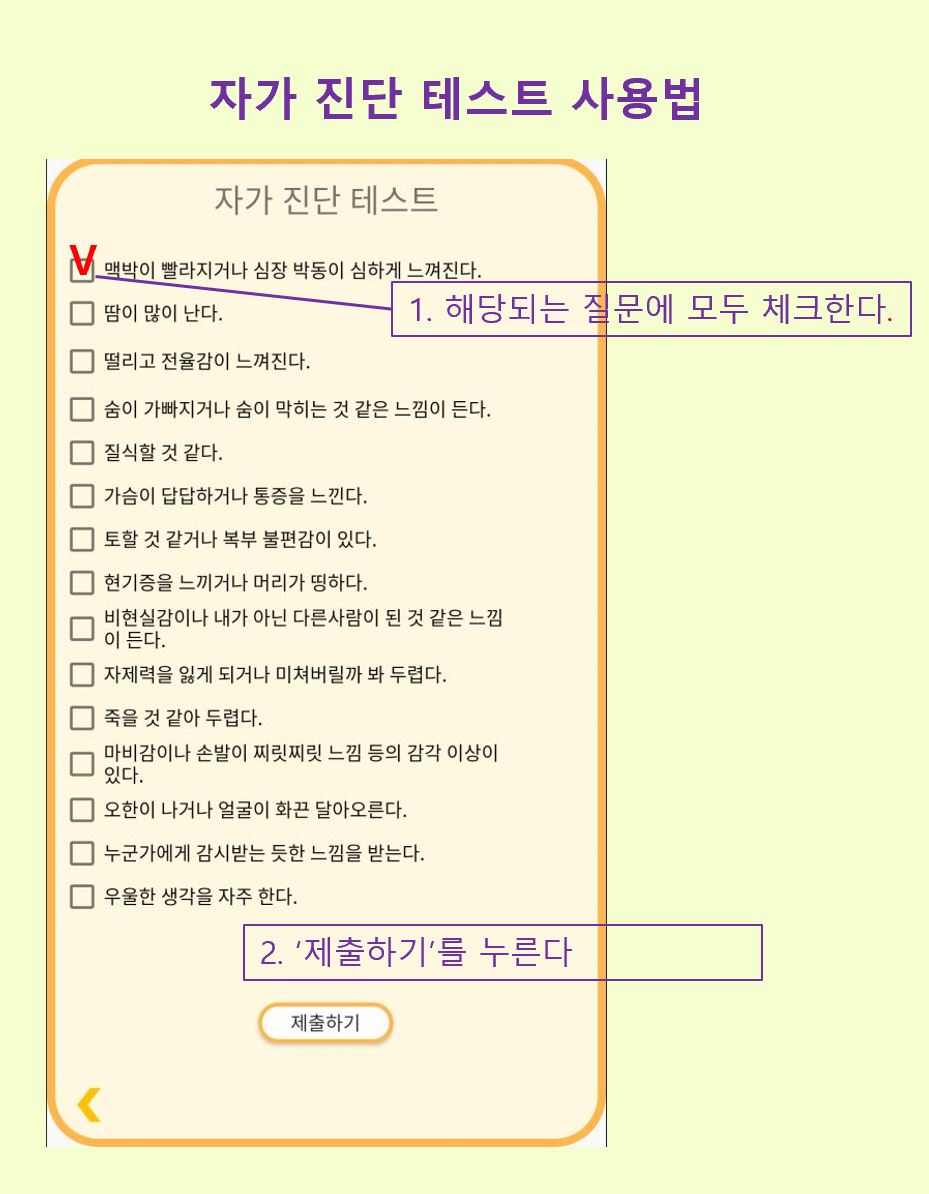 자가 진단 테스트 사용법
자가 진단 테스트
V
맥박이 빨라지거나 심장 박동이 심하게 느껴진다.
1. 해당되는 질문에 모두 체크한다.
땀이 많이 난다.
떨리고 전율감이 느껴진다.
숨이 가빠지거나 숨이 막히는 것 같은 느낌이 든다.
질식할 것 같다.
가슴이 답답하거나 통증을 느낀다.
토할 것 같거나 복부 불편감이 있다.
현기증을 느끼거나 머리가 띵하다.
비현실감이나 내가 아닌 다른사람이 된 것 같은 느낌
이 든다.
자제력을 잃게 되거나 미쳐버릴까 봐 두렵다.
죽을 것 같아 두렵다.
마비감이나 손발이 찌릿찌릿 느낌 등의 감각 이상이
있다.
오한이 나거나 얼굴이 화끈 달아오른다.
누군가에게 감시받는 듯한 느낌을 받는다.
우울한 생각을 자주 한다.
2. ‘제출하기’를 누른다
제출하기